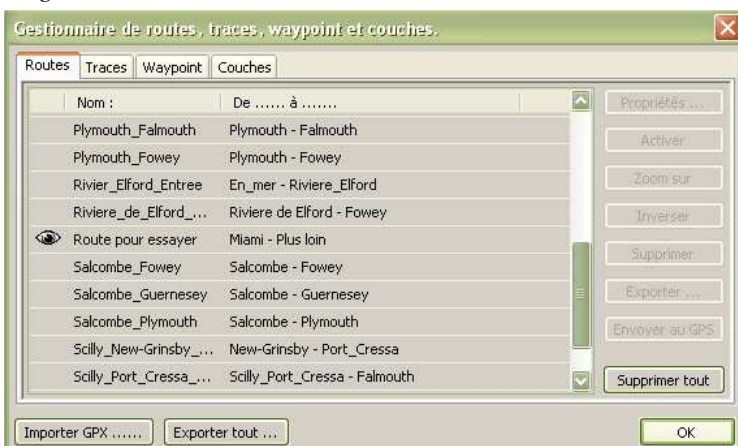 Gestionnaire de routes, traces, waypoint et couches.
Routes Traces Waypoint Couches
Nom : De ...... à .......
Plymouth_Falmouth Plymouth - Falmouth
Plymouth_Fowey Plymouth - Fowey
Rivier_Elford_Entree En_mer - Riviere_Elford
Riviere_de_Elford_... Riviere de Elford - Fowey
Route pour essayer Miami - Plus loin
Salcombe_Fowey Salcombe - Fowey
Salcombe_Guernesey Salcombe - Guernesey
Salcombe_Plymouth Salcombe - Plymouth
Scilly_New-Grinsby_... New-Grinsby - Port_Cressa
Scilly_Port_Cressa_... Scilly_Port_Cressa - Falmouth
Propriétés ...
Activer
Zoom sur
Inverser
Supprimer
Exporter ...
Envoyer au GPS
Supprimer tout
Importer GPX ...... Exporter tout ... OK